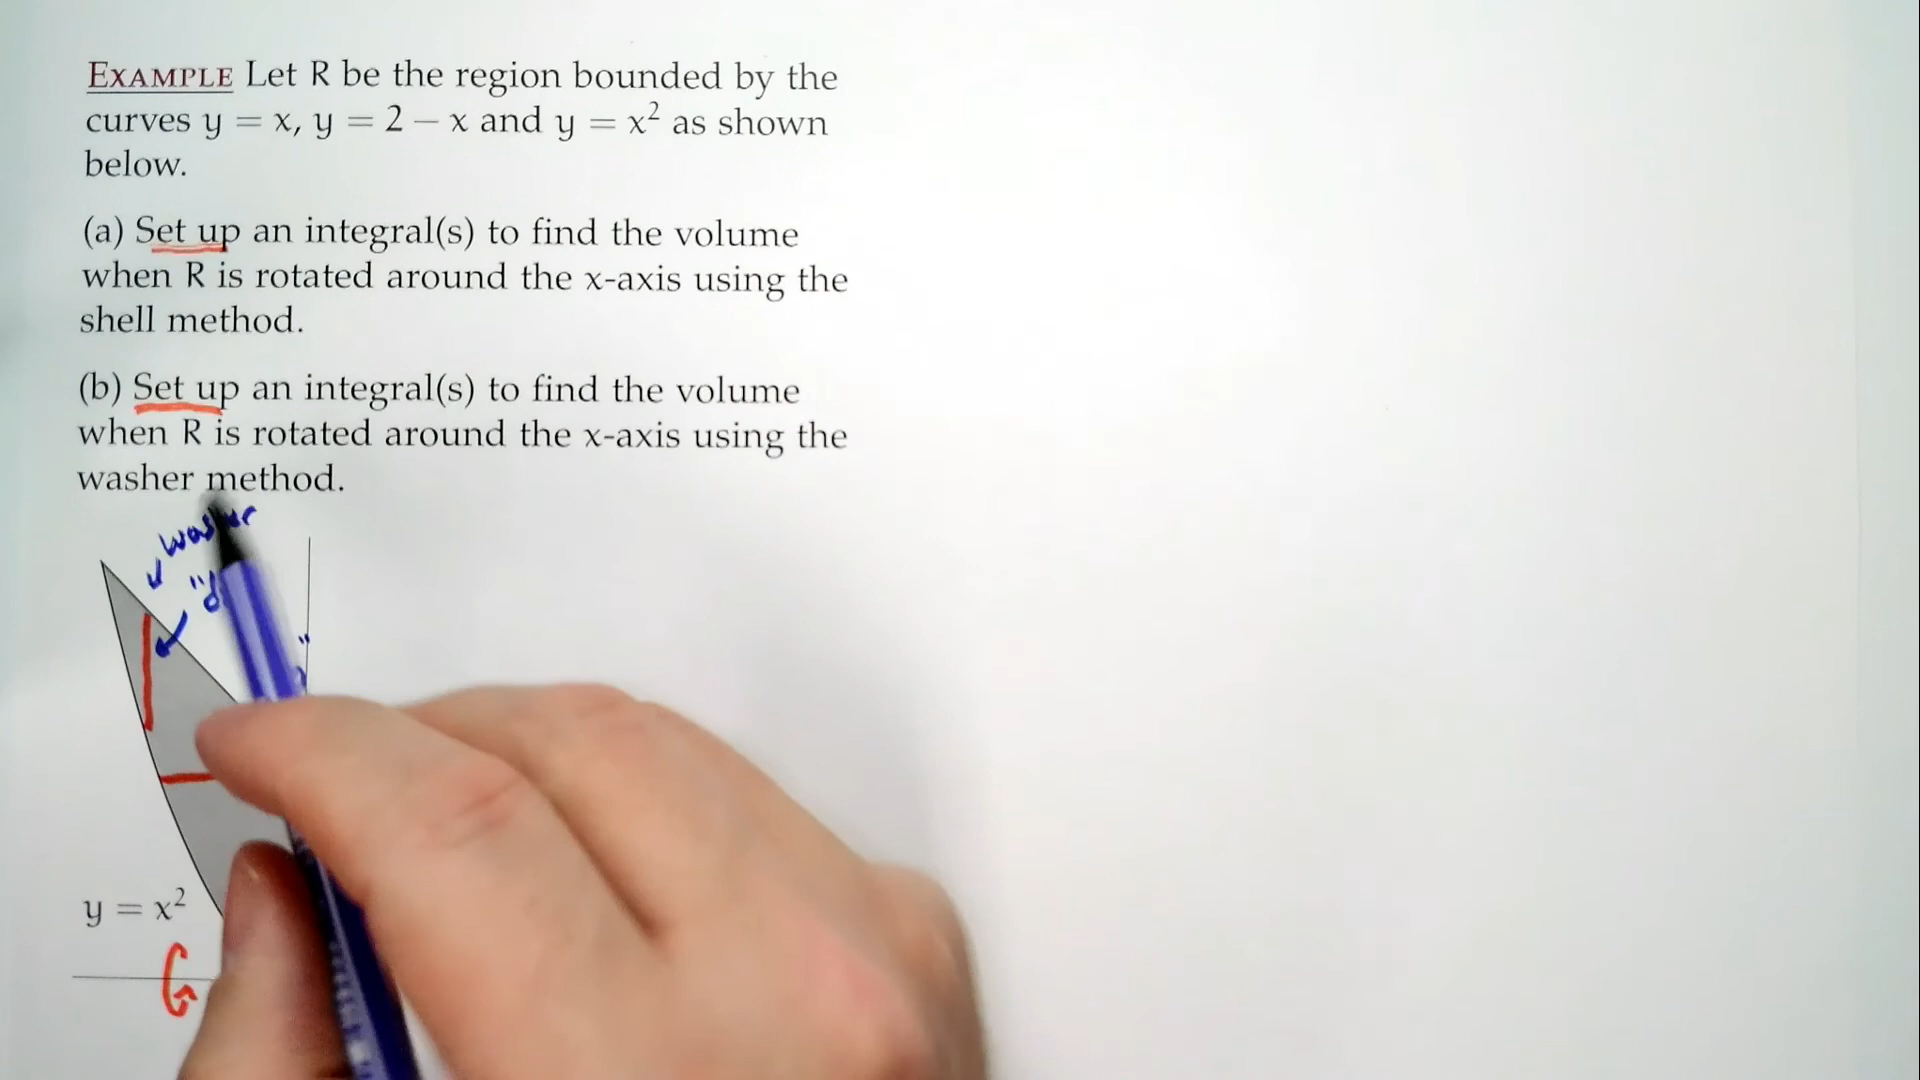 EXAMPLE Let R be the region bounded by the
curves y = x, y = 2 − x and y = x² as shown
below.
(a) Set up an integral(s) to find the volume
when R is rotated around the x-axis using the
shell method.
(b) Set up an integral(s) to find the volume
when R is rotated around the x-axis using the
washer method.
y = x²